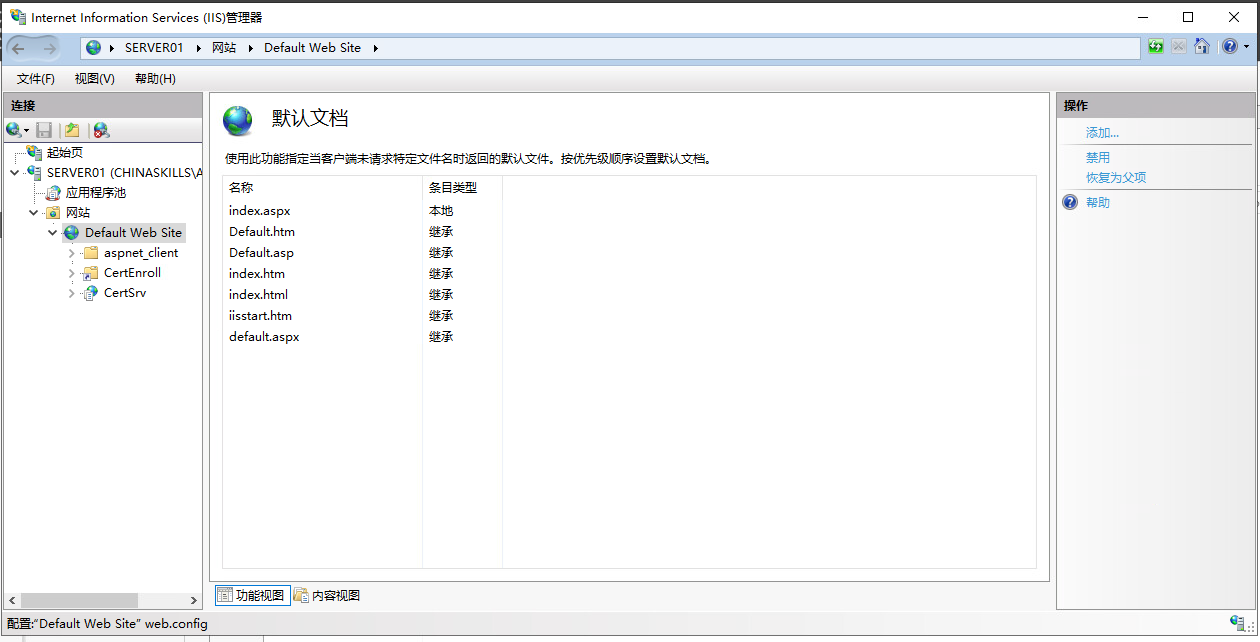 Internet Information Services (IIS)管理器
SERVER01 网站 Default Web Site
文件(F) 视图(V) 帮助(H)
连接
起始页
SERVER01 (CHINASKILLS\A
应用程序池
网站
Default Web Site
aspnet_client
CertEnroll
CertSrv
默认文档
使用此功能指定当客户端未请求特定文件名时返回的默认文件。按优先级顺序设置默认文档。
名称 条目类型
index.aspx 本地
Default.htm 继承
Default.asp 继承
index.htm 继承
index.html 继承
iisstart.htm 继承
default.aspx 继承
功能视图 内容视图
操作
添加...
禁用
恢复为父项
帮助
配置:“Default Web Site” web.config